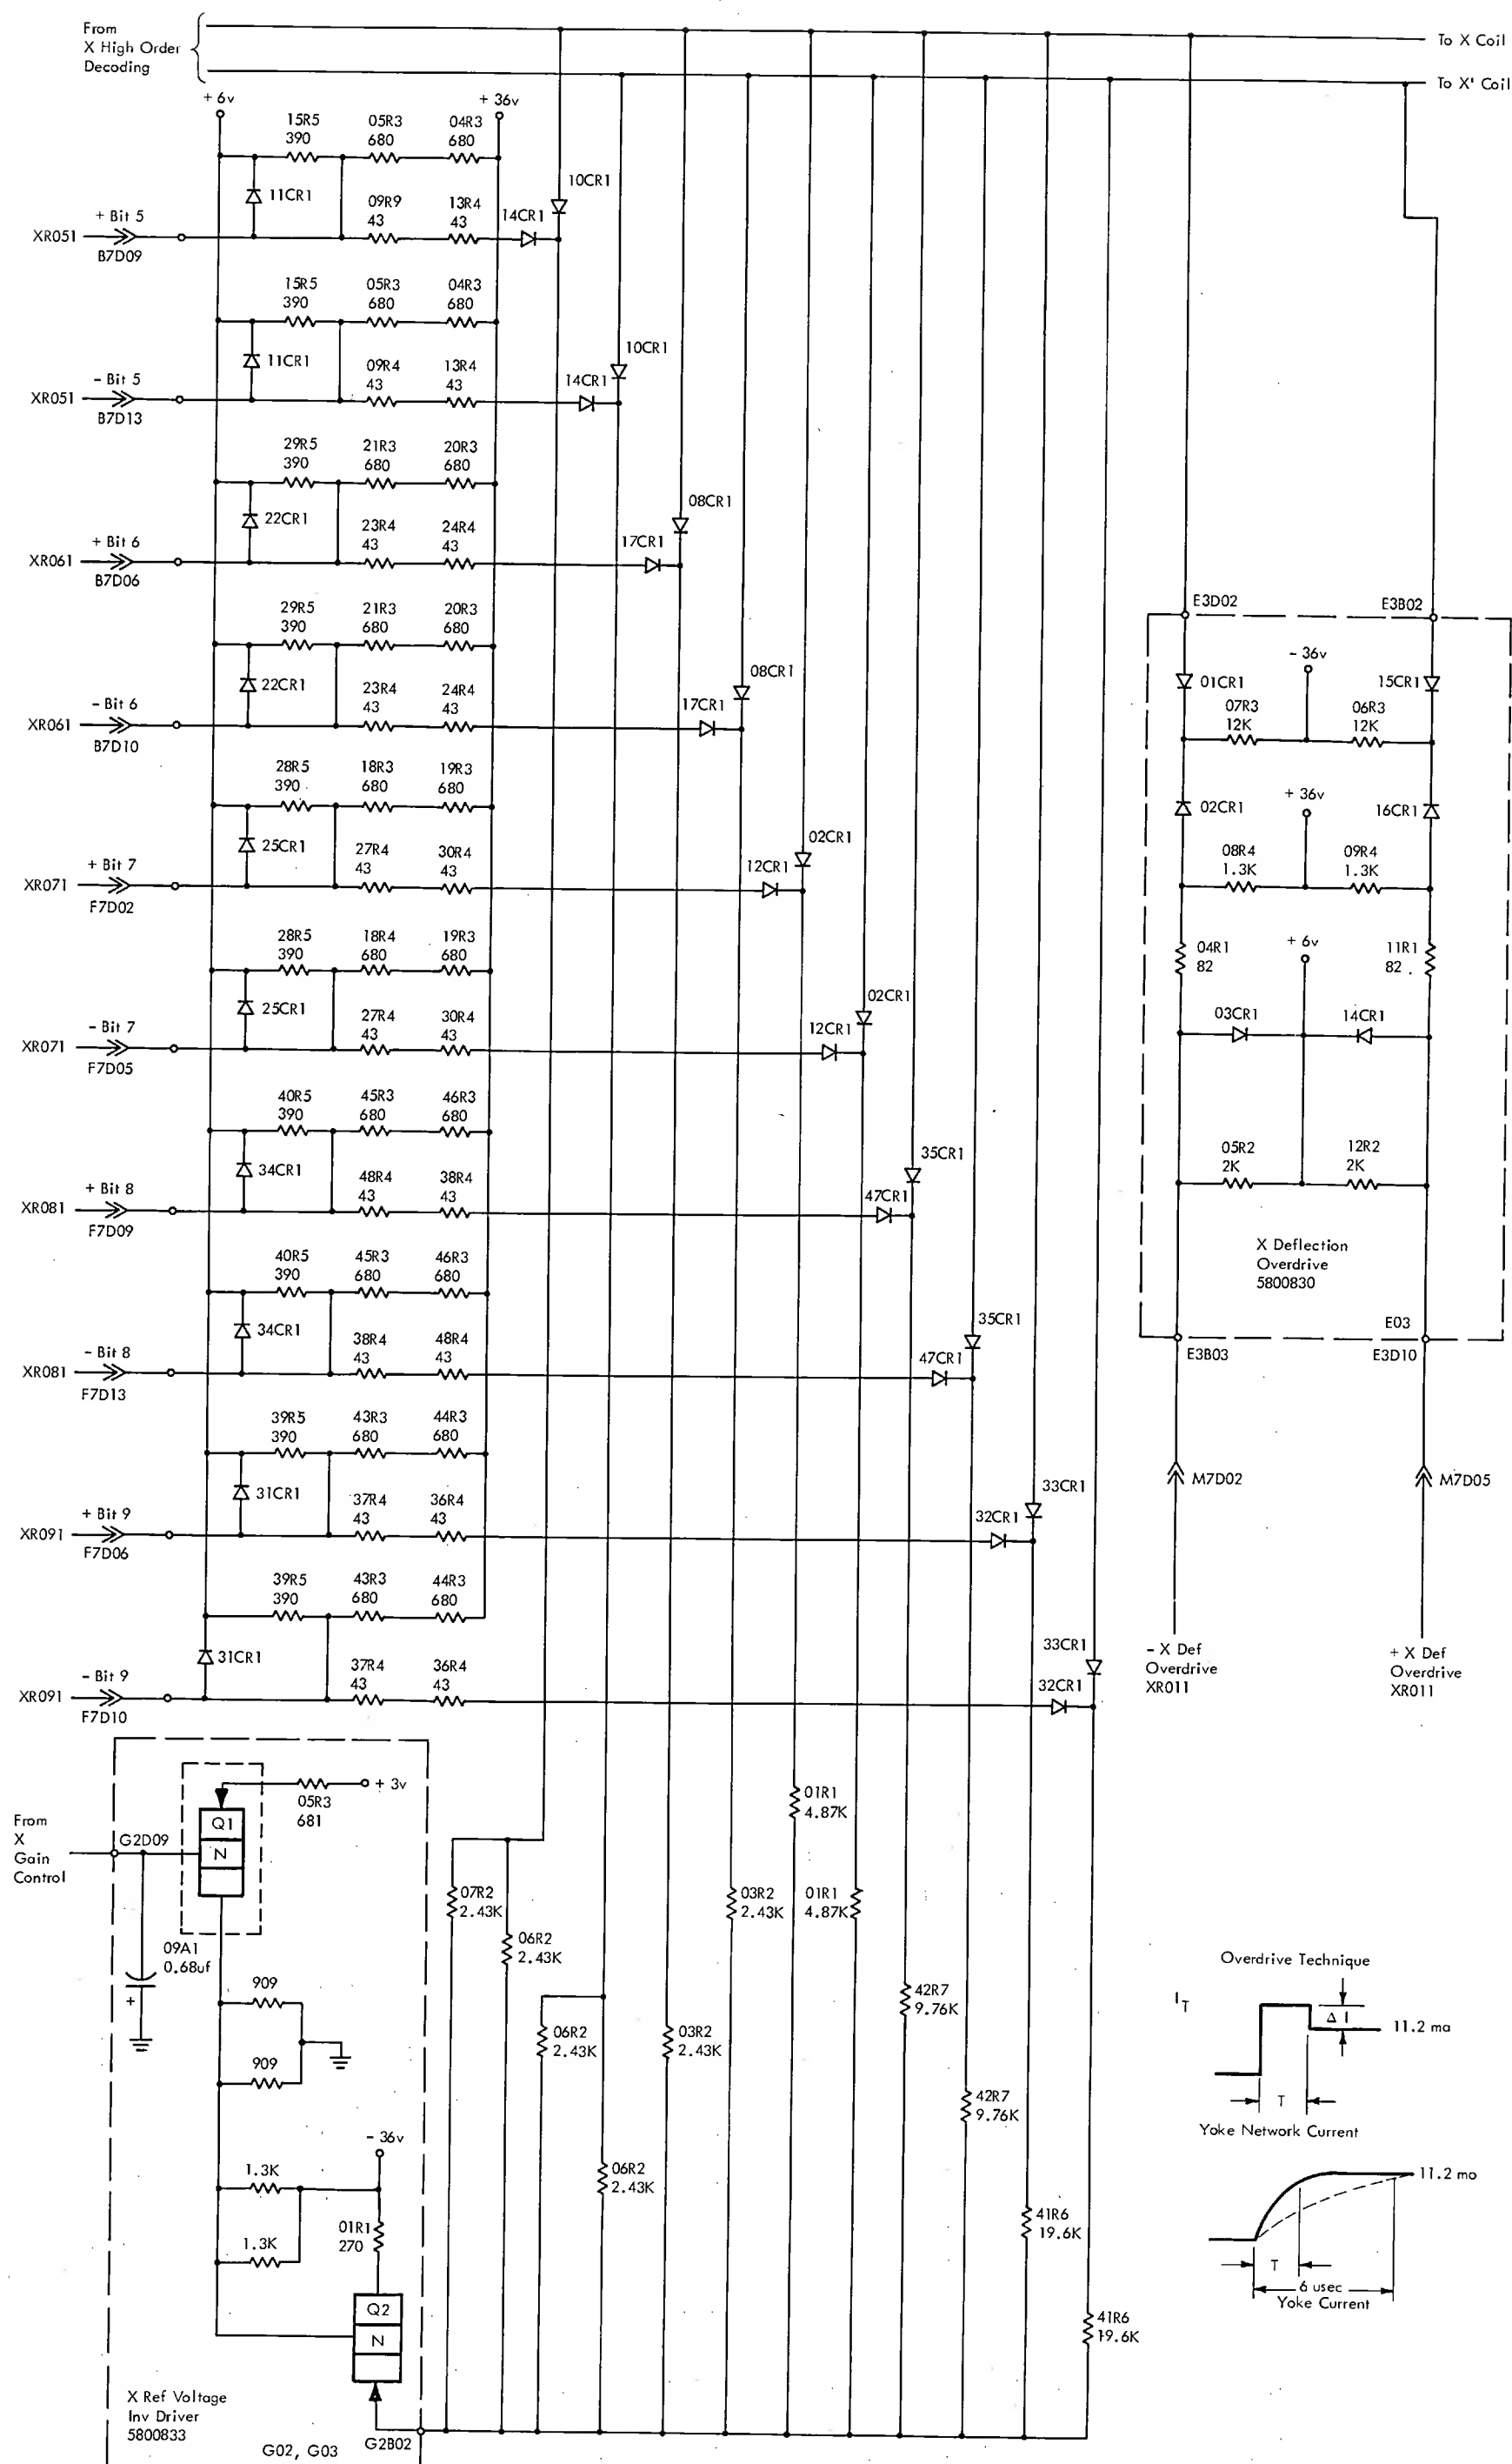 From
X High Order
Decoding
To X Coil
To X' Coil
+ 6v
+ 36v
15R5
390
05R3
680
04R3
680
11CR1
10CR1
+ Bit 5
XR051
B7D09
09R9
43
13R4
43
14CR1
15R5
390
05R3
680
04R3
680
11CR1
10CR1
- Bit 5
XR051
B7D13
09R4
43
13R4
43
14CR1
29R5
390
21R3
680
20R3
680
22CR1
08CR1
+ Bit 6
XR061
B7D06
23R4
43
24R4
43
17CR1
29R5
390
21R3
680
20R3
680
22CR1
08CR1
- Bit 6
XR061
B7D10
23R4
43
24R4
43
17CR1
28R5
390
18R3
680
19R3
680
25CR1
02CR1
+ Bit 7
XR071
F7D02
27R4
43
30R4
43
12CR1
28R5
390
18R4
680
19R3
680
25CR1
02CR1
- Bit 7
XR071
F7D05
27R4
43
30R4
43
12CR1
40R5
390
45R3
680
46R3
680
34CR1
35CR1
+ Bit 8
XR081
F7D09
48R4
43
38R4
43
47CR1
40R5
390
45R3
680
46R3
680
34CR1
35CR1
- Bit 8
XR081
F7D13
38R4
43
48R4
43
47CR1
39R5
390
43R3
680
44R3
680
31CR1
33CR1
+ Bit 9
XR091
F7D06
37R4
43
36R4
43
32CR1
39R5
390
43R3
680
44R3
680
31CR1
33CR1
- Bit 9
XR091
F7D10
37R4
43
36R4
43
32CR1
E3D02
E3B02
- 36v
01CR1
15CR1
07R3
12K
06R3
12K
+ 36v
02CR1
16CR1
08R4
1.3K
09R4
1.3K
+ 6v
04R1
82
11R1
82
03CR1
14CR1
05R2
2K
12R2
2K
X Deflection
Overdrive
5800830
E03
E3B03
E3D10
M7D02
M7D05
- X Def
Overdrive
XR011
+ X Def
Overdrive
XR011
From
X
Gain
Control
G2D09
Q1
N
05R3
681
+ 3v
09A1
0.68uf
+
909
909
- 36v
1.3K
1.3K
01R1
270
Q2
N
X Ref Voltage
Inv Driver
5800833
G02, G03
G2B02
07R2
2.43K
06R2
2.43K
06R2
2.43K
06R2
2.43K
03R2
2.43K
03R2
2.43K
01R1
4.87K
01R1
4.87K
42R7
9.76K
42R7
9.76K
41R6
19.6K
41R6
19.6K
Overdrive Technique
IT
Δ I
11.2 ma
T
Yoke Network Current
11.2 ma
T
6 usec
Yoke Current